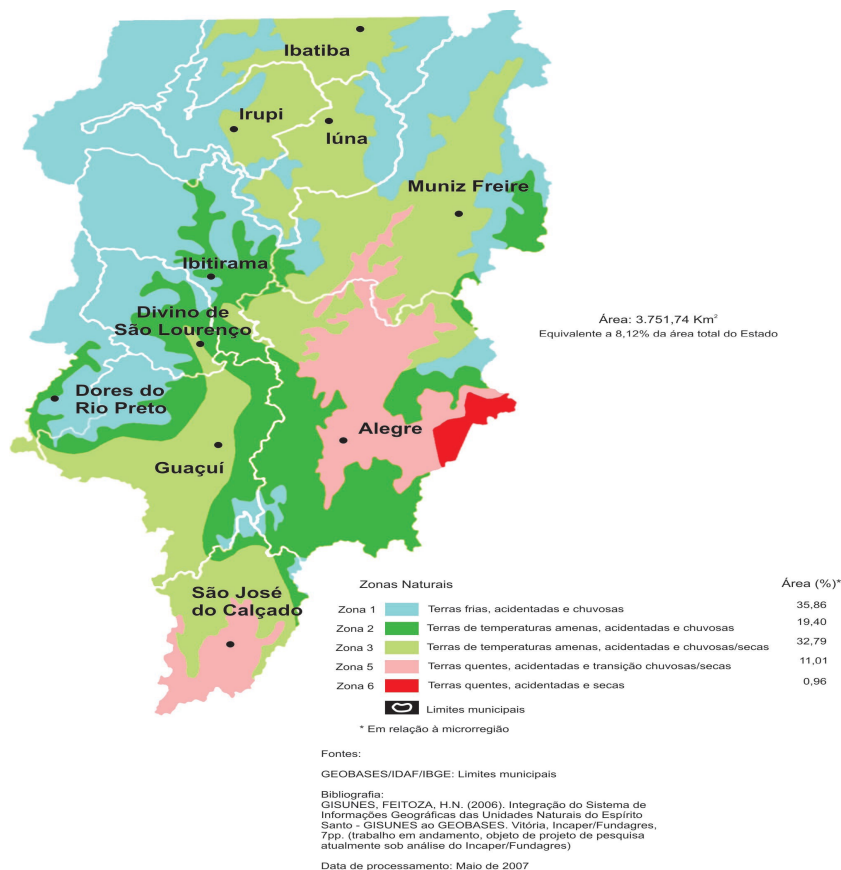 Ibatiba
Irupi
Iúna
Muniz Freire
Ibitirama
Divino de
São Lourenço
Área: 3.751,74 Km²
Equivalente a 8,12% da área total do Estado
Dores do
Rio Preto
Alegre
Guaçuí
São José
do Calçado
Zonas Naturais Área (%)*
Zona 1 Terras frias, acidentadas e chuvosas 35,86
Zona 2 Terras de temperaturas amenas, acidentadas e chuvosas 19,40
Zona 3 Terras de temperaturas amenas, acidentadas e chuvosas/secas 32,79
Zona 5 Terras quentes, acidentadas e transição chuvosas/secas 11,01
Zona 6 Terras quentes, acidentadas e secas 0,96
Limites municipais
* Em relação à microrregião
Fontes:
GEOBASES/IDAF/IBGE: Limites municipais
Bibliografia:
GISUNES, FEITOZA, H.N. (2006). Integração do Sistema de
Informações Geográficas das Unidades Naturais do Espírito
Santo - GISUNES ao GEOBASES. Vitória, Incaper/Fundagres,
7pp. (trabalho em andamento, objeto de projeto de pesquisa
atualmente sob análise do Incaper/Fundagres)
Data de processamento: Maio de 2007